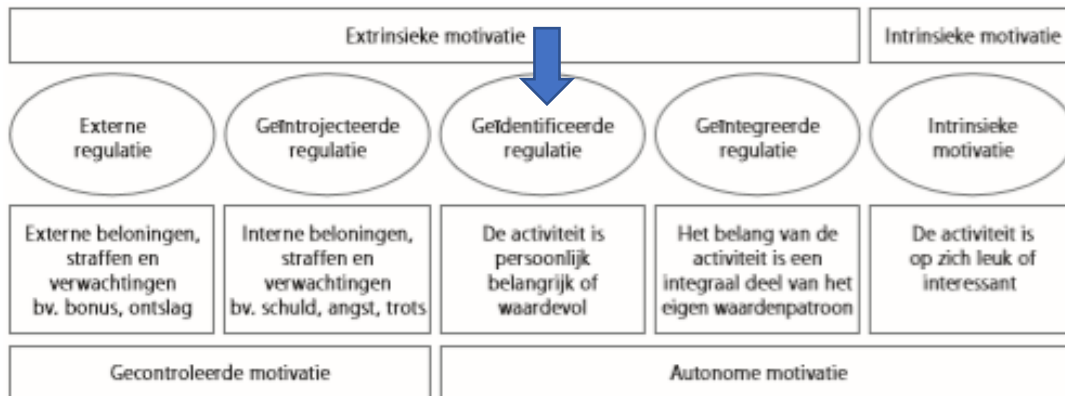 Extrinsieke motivatie
Intrinsieke motivatie
Externe
regulatie
Geïntrojecteerde
regulatie
Geïdentificeerde
regulatie
Geïntegreerde
regulatie
Intrinsieke
motivatie
Externe beloningen,
straffen en
verwachtingen
bv. bonus, ontslag
Interne beloningen,
straffen en
verwachtingen
bv. schuld, angst, trots
De activiteit is
persoonlijk
belangrijk of
waardevol
Het belang van de
activiteit is een
integraal deel van het
eigen waardenpatroon
De activiteit is
op zich leuk of
interessant
Gecontroleerde motivatie
Autonome motivatie